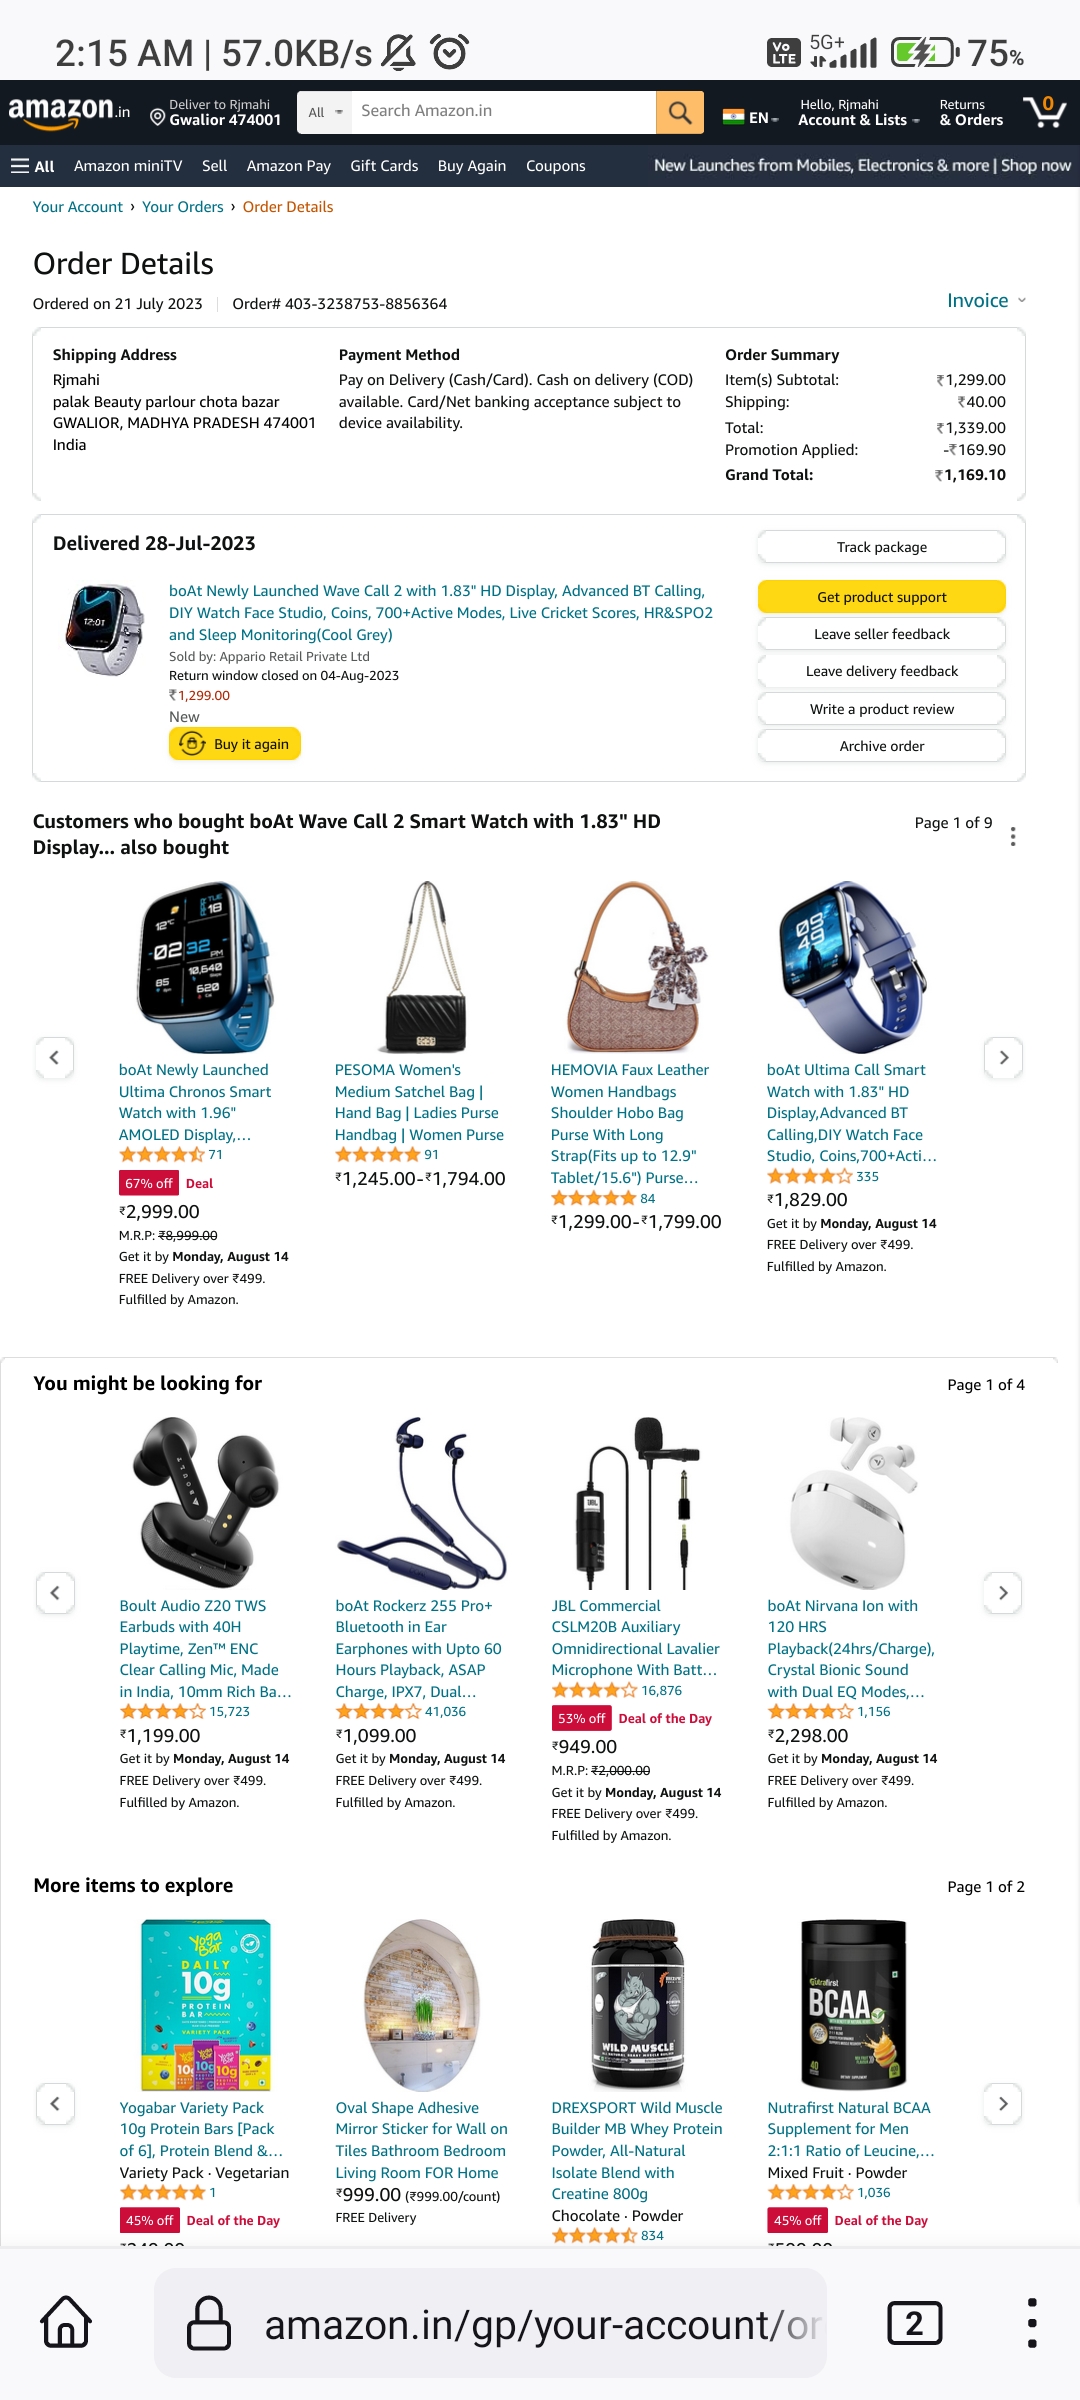 2:15 AM | 57.0KB/s
Vo LTE 5G+ 75%
amazon.in
Deliver to Rjmahi
Gwalior 474001
All
Search Amazon.in
EN
Hello, Rjmahi
Account & Lists
Returns
& Orders
0
All Amazon miniTV Sell Amazon Pay Gift Cards Buy Again Coupons
New Launches from Mobiles, Electronics & more | Shop now
Your Account › Your Orders › Order Details
Order Details
Ordered on 21 July 2023 Order# 403-3238753-8856364
Invoice
Shipping Address
Rjmahi
palak Beauty parlour chota bazar
GWALIOR, MADHYA PRADESH 474001
India
Payment Method
Pay on Delivery (Cash/Card). Cash on delivery (COD)
available. Card/Net banking acceptance subject to
device availability.
Order Summary
Item(s) Subtotal: ₹1,299.00
Shipping: ₹40.00
Total: ₹1,339.00
Promotion Applied: -₹169.90
Grand Total: ₹1,169.10
Delivered 28-Jul-2023
12:01
boAt Newly Launched Wave Call 2 with 1.83" HD Display, Advanced BT Calling,
DIY Watch Face Studio, Coins, 700+Active Modes, Live Cricket Scores, HR&SPO2
and Sleep Monitoring(Cool Grey)
Sold by: Appario Retail Private Ltd
Return window closed on 04-Aug-2023
₹1,299.00
New
Buy it again
Track package
Get product support
Leave seller feedback
Leave delivery feedback
Write a product review
Archive order
Customers who bought boAt Wave Call 2 Smart Watch with 1.83" HD
Display... also bought
Page 1 of 9
TUE
18
12°C
02 32 PM
10,640
85
620
09
49
boAt Newly Launched
Ultima Chronos Smart
Watch with 1.96"
AMOLED Display,...
71
67% off Deal
₹2,999.00
M.R.P: ₹8,999.00
Get it by Monday, August 14
FREE Delivery over ₹499.
Fulfilled by Amazon.
PESOMA Women's
Medium Satchel Bag |
Hand Bag | Ladies Purse
Handbag | Women Purse
91
₹1,245.00-₹1,794.00
HEMOVIA Faux Leather
Women Handbags
Shoulder Hobo Bag
Purse With Long
Strap(Fits up to 12.9"
Tablet/15.6") Purse...
84
₹1,299.00-₹1,799.00
boAt Ultima Call Smart
Watch with 1.83" HD
Display,Advanced BT
Calling,DIY Watch Face
Studio, Coins,700+Acti...
335
₹1,829.00
Get it by Monday, August 14
FREE Delivery over ₹499.
Fulfilled by Amazon.
You might be looking for
Page 1 of 4
BOULT
JBL
Boult Audio Z20 TWS
Earbuds with 40H
Playtime, Zen™ ENC
Clear Calling Mic, Made
in India, 10mm Rich Ba...
15,723
₹1,199.00
Get it by Monday, August 14
FREE Delivery over ₹499.
Fulfilled by Amazon.
boAt Rockerz 255 Pro+
Bluetooth in Ear
Earphones with Upto 60
Hours Playback, ASAP
Charge, IPX7, Dual...
41,036
₹1,099.00
Get it by Monday, August 14
FREE Delivery over ₹499.
Fulfilled by Amazon.
JBL Commercial
CSLM20B Auxiliary
Omnidirectional Lavalier
Microphone With Batt...
16,876
53% off Deal of the Day
₹949.00
M.R.P: ₹2,000.00
Get it by Monday, August 14
FREE Delivery over ₹499.
Fulfilled by Amazon.
boAt Nirvana Ion with
120 HRS
Playback(24hrs/Charge),
Crystal Bionic Sound
with Dual EQ Modes,...
1,156
₹2,298.00
Get it by Monday, August 14
FREE Delivery over ₹499.
Fulfilled by Amazon.
More items to explore
Page 1 of 2
Yoga Bar
DAILY
10g
PROTEIN
BAR
VARIETY PACK
WILD MUSCLE
Nutrafirst
BCAA
Yogabar Variety Pack
10g Protein Bars [Pack
of 6], Protein Blend &...
Variety Pack · Vegetarian
1
45% off Deal of the Day
Oval Shape Adhesive
Mirror Sticker for Wall on
Tiles Bathroom Bedroom
Living Room FOR Home
₹999.00 (₹999.00/count)
FREE Delivery
DREXSPORT Wild Muscle
Builder MB Whey Protein
Powder, All-Natural
Isolate Blend with
Creatine 800g
Chocolate · Powder
834
Nutrafirst Natural BCAA
Supplement for Men
2:1:1 Ratio of Leucine,...
Mixed Fruit · Powder
1,036
45% off Deal of the Day
amazon.in/gp/your-account/or
2